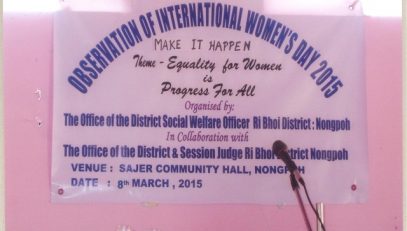 OBSERVATION OF INTERNATIONAL WOMEN'S DAY 2015
MAKE IT HAPPEN
Theme - Equality for Women
is
Progress For All
Organised by:
The Office of the District Social Welfare Officer Ri Bhoi District : Nongpoh
In Collaboration with
The Office of the District & Session Judge Ri Bhoi District Nongpoh
VENUE : SAJER COMMUNITY HALL, NONGPOH
DATE : 8th MARCH , 2015